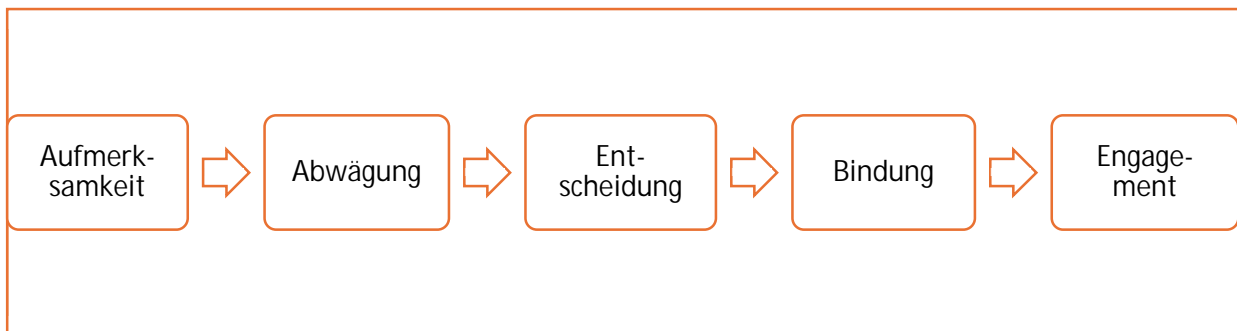 Aufmerk-
samkeit
Abwägung
Ent-
scheidung
Bindung
Engage-
ment